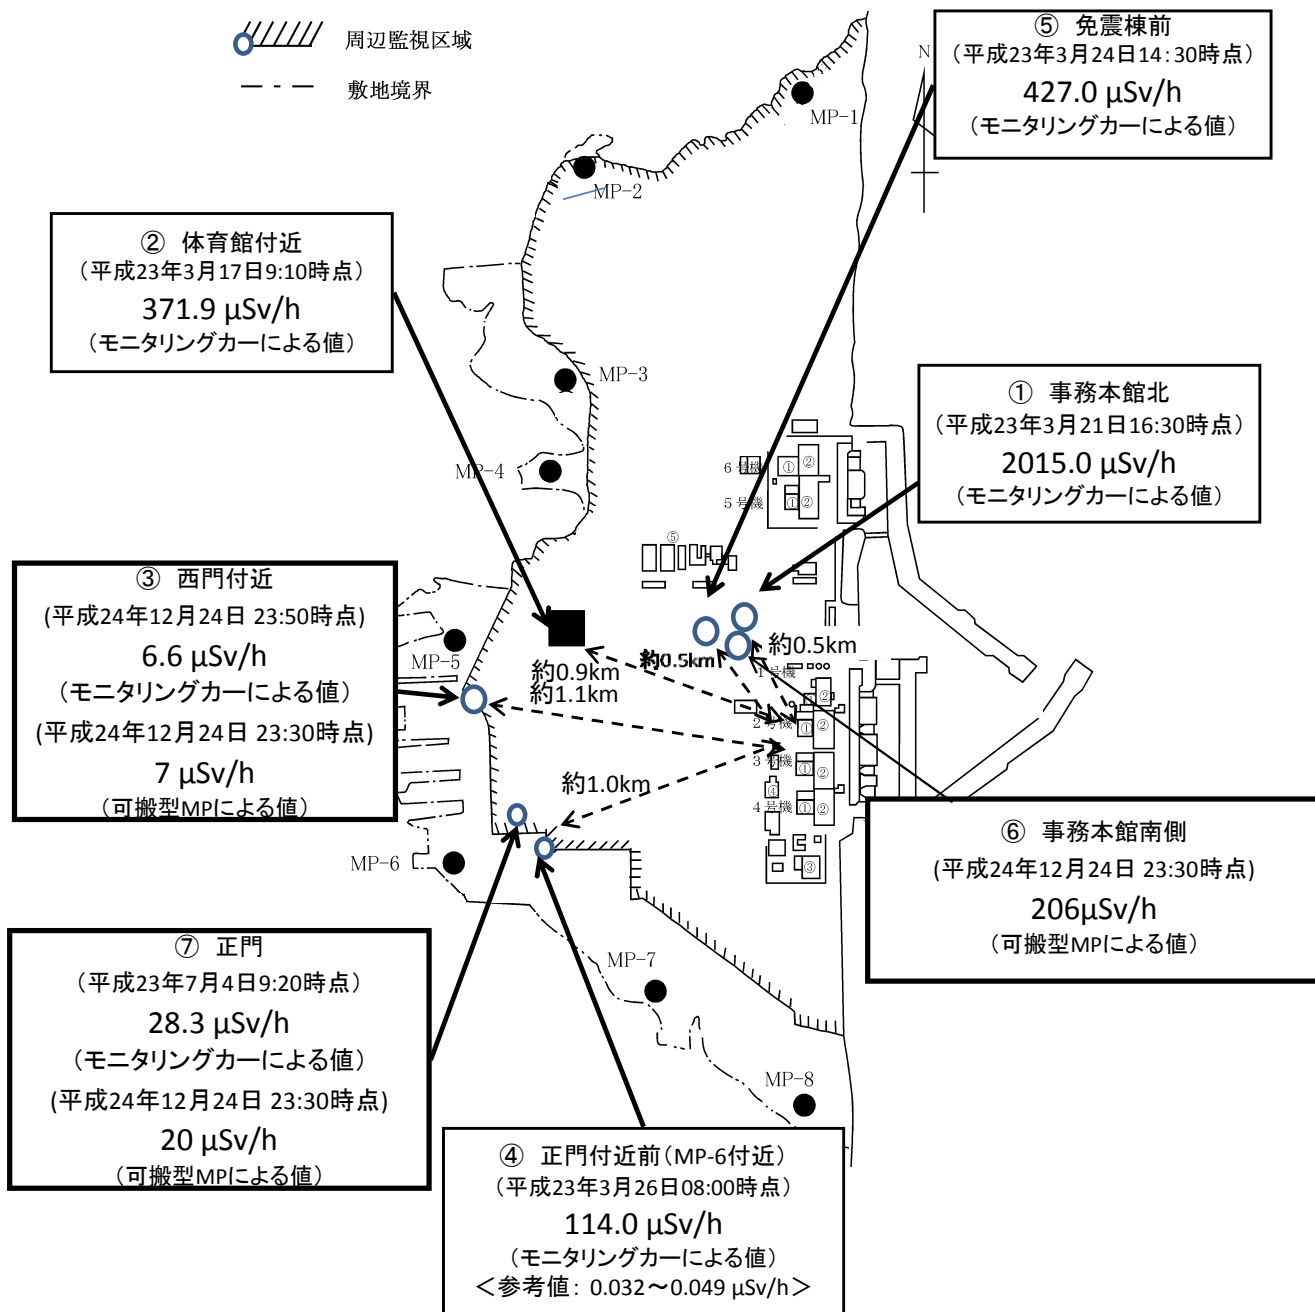 周辺監視区域
敷地境界
⑤ 免震棟前
(平成23年3月24日14:30時点)
427.0 μSv/h
(モニタリングカーによる値)
N
MP-1
MP-2
② 体育館付近
(平成23年3月17日9:10時点)
371.9 μSv/h
(モニタリングカーによる値)
MP-3
① 事務本館北
(平成23年3月21日16:30時点)
2015.0 μSv/h
(モニタリングカーによる値)
MP-4
6号機
①
②
5号機
①
②
⑤
③ 西門付近
(平成24年12月24日 23:50時点)
6.6 μSv/h
(モニタリングカーによる値)
(平成24年12月24日 23:30時点)
7 μSv/h
(可搬型MPによる値)
MP-5
約0.9km
約1.1km
約0.5km
約0.5km
1号機
②
2号機
①
②
3号機
①
②
④
4号機
①
②
③
約1.0km
MP-6
⑥ 事務本館南側
(平成24年12月24日 23:30時点)
206μSv/h
(可搬型MPによる値)
⑦ 正門
(平成23年7月4日9:20時点)
28.3 μSv/h
(モニタリングカーによる値)
(平成24年12月24日 23:30時点)
20 μSv/h
(可搬型MPによる値)
MP-7
MP-8
④ 正門付近前(MP-6付近)
(平成23年3月26日08:00時点)
114.0 μSv/h
(モニタリングカーによる値)
<参考値: 0.032~0.049 μSv/h>